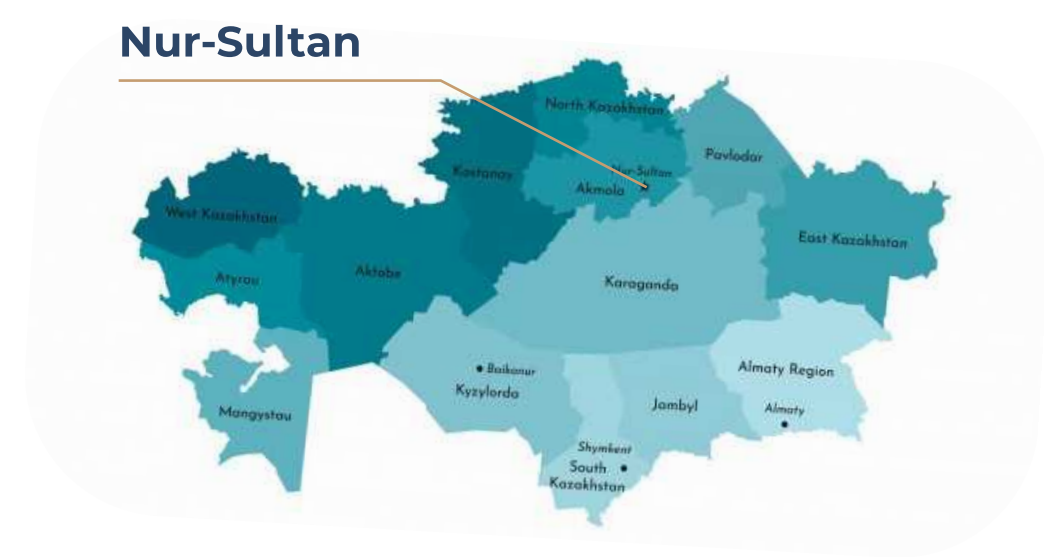 Nur-Sultan
North Kazakhstan
Pavlodar
Kostanay
Nur-Sultan
Akmola
West Kazakhstan
East Kazakhstan
Aktobe
Atyrau
Karaganda
Baikonur
Kyzylorda
Almaty Region
Jambyl
Almaty
Mangystau
Shymkent
South
Kazakhstan